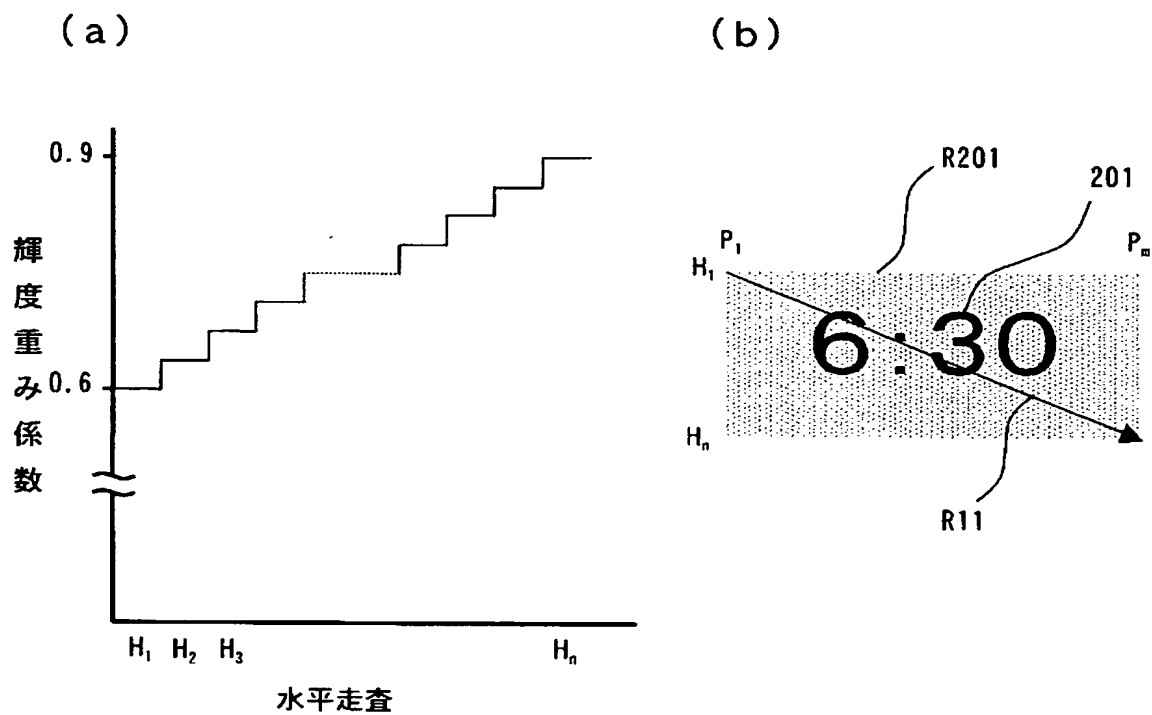 (a)
0.9
輝度重み係数
0.6
H₁ H₂ H₃ Hₙ
水平走査
(b)
R201
201
P₁ Pₘ
H₁
6:30
Hₙ
R11